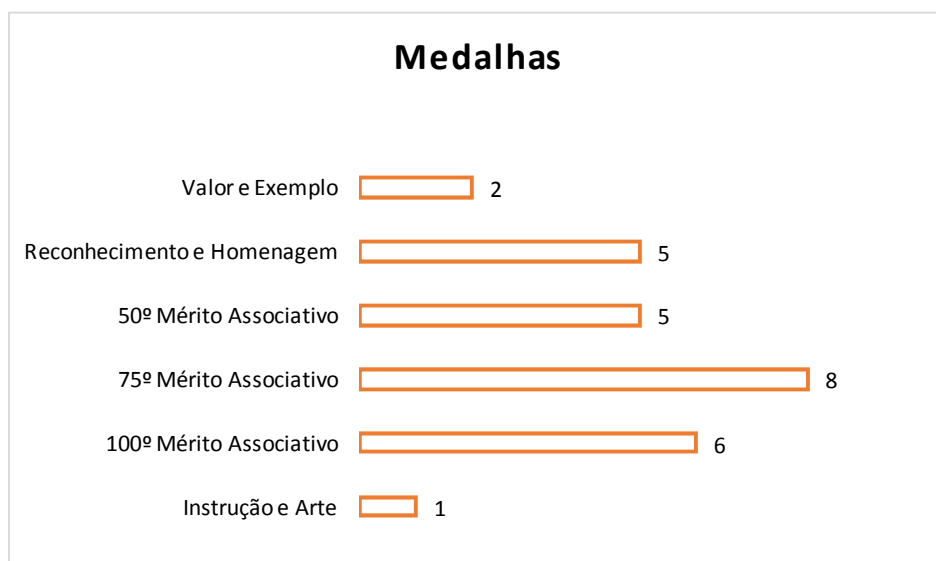 Medalhas
Valor e Exemplo 2
Reconhecimento e Homenagem 5
50º Mérito Associativo 5
75º Mérito Associativo 8
100º Mérito Associativo 6
Instrução e Arte 1